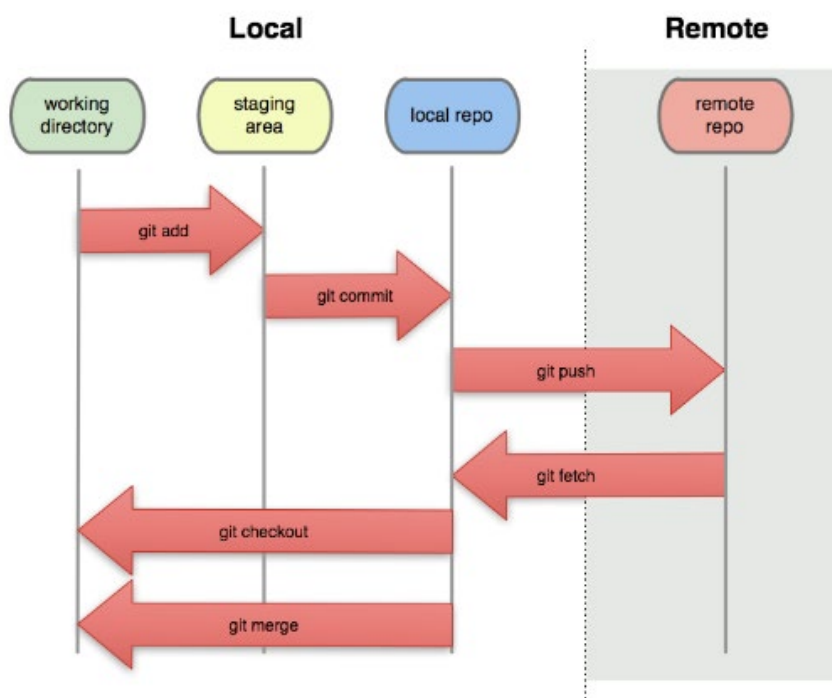 Local
Remote
working
directory
staging
area
local repo
remote
repo
git add
git commit
git push
git fetch
git checkout
git merge